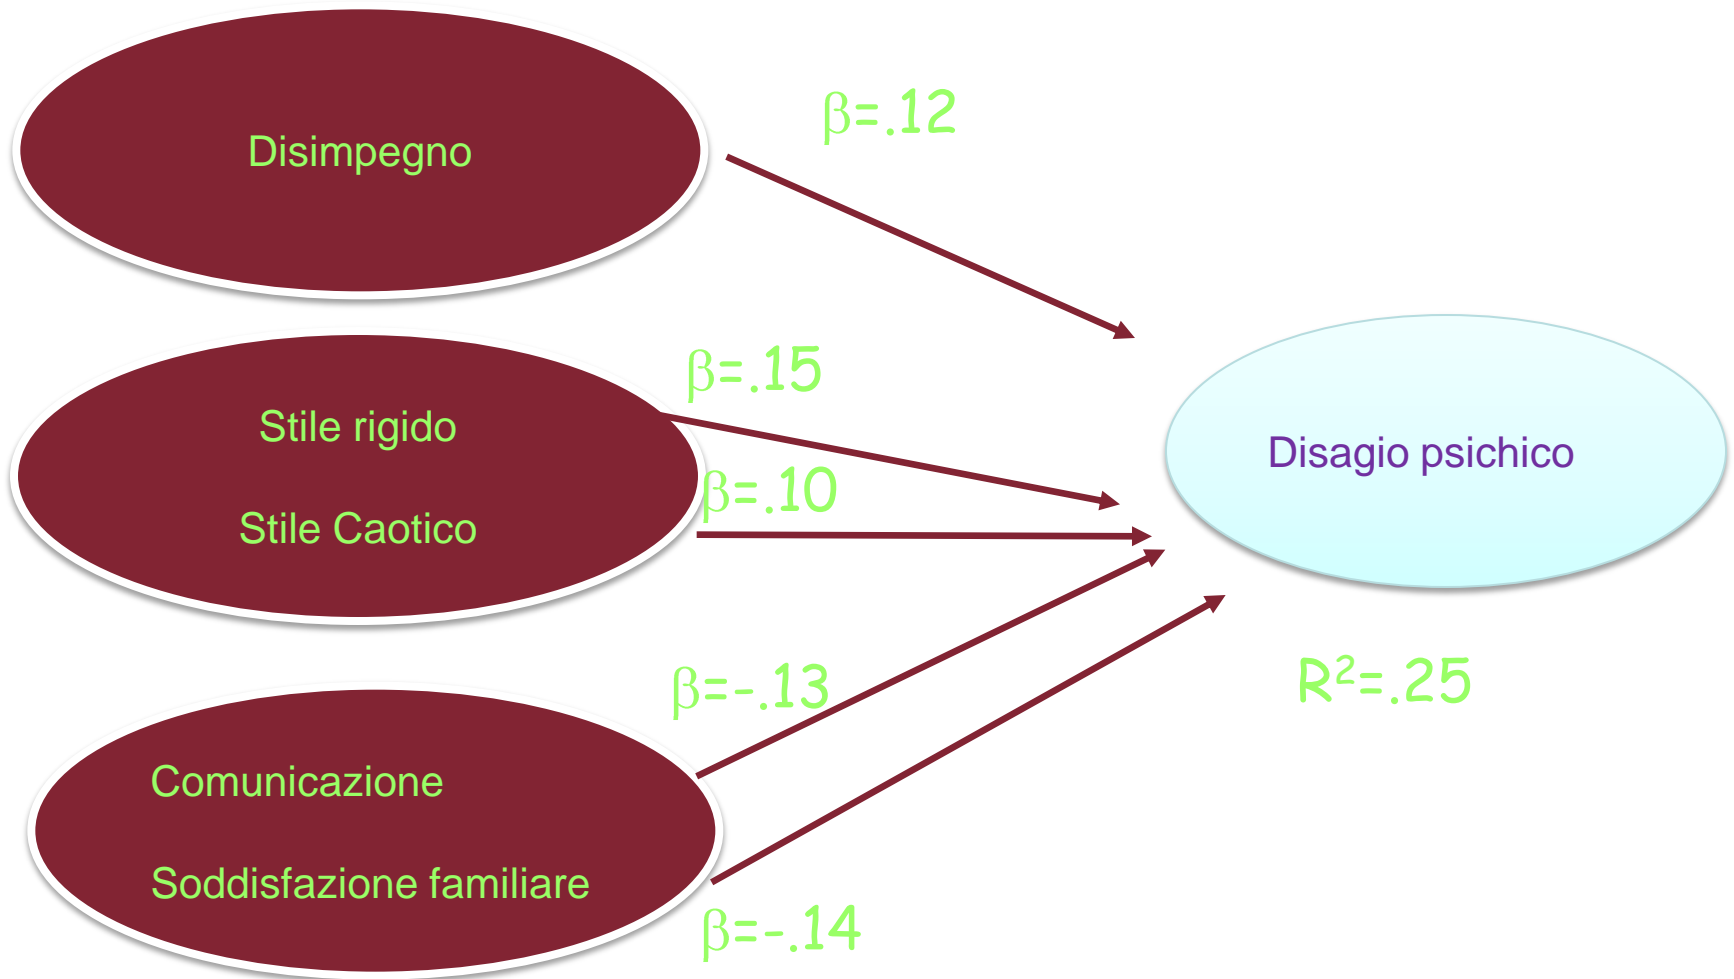 Disimpegno
β=.12
Stile rigido
β=.15
Stile Caotico
β=.10
Disagio psichico
R²=.25
Comunicazione
β=-.13
Soddisfazione familiare
β=-.14